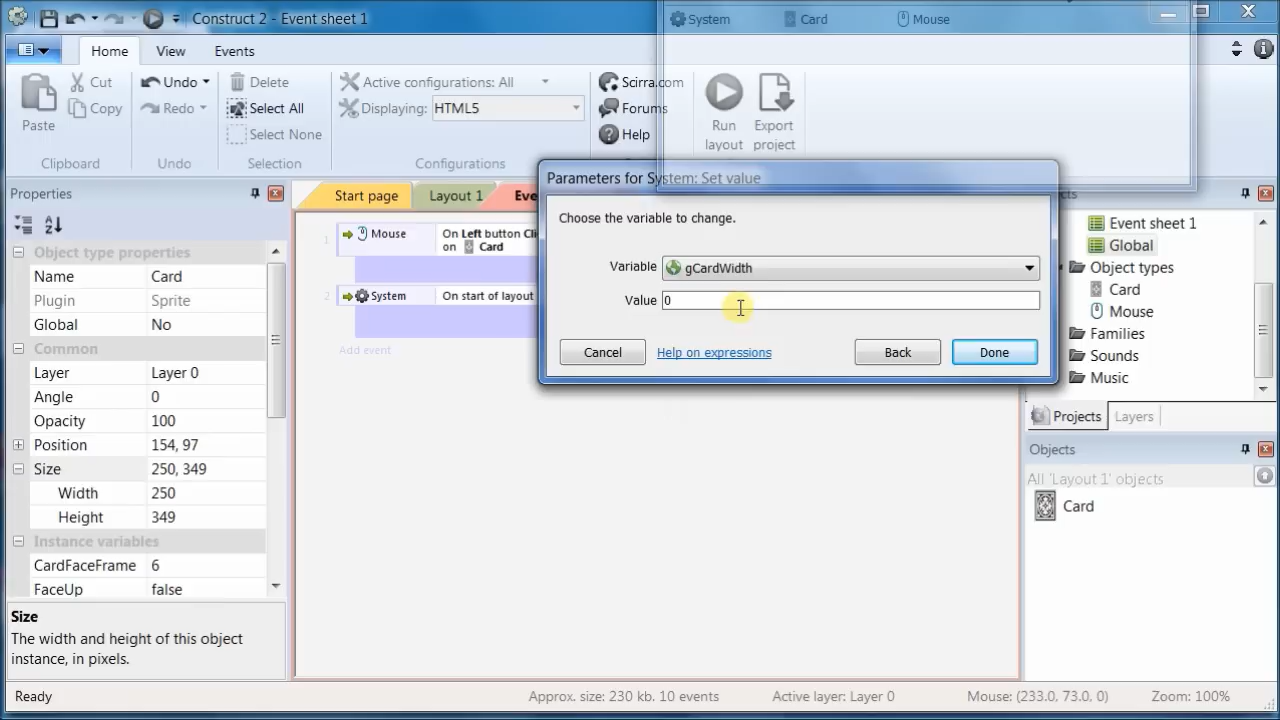 Construct 2 - Event sheet 1
System
Card
Mouse
Home
View
Events
Paste
Cut
Copy
Clipboard
Undo
Redo
Undo
Delete
Select All
Select None
Selection
Active configurations: All
Displaying: HTML5
Configurations
Scirra.com
Forums
Help
Run
layout
Export
project
Properties
Object type properties
Name Card
Plugin Sprite
Global No
Common
Layer Layer 0
Angle 0
Opacity 100
Position 154, 97
Size 250, 349
Width 250
Height 349
Instance variables
CardFaceFrame 6
FaceUp false
Size
The width and height of this object
instance, in pixels.
Start page
Layout 1
Eve
1 Mouse On Left button Cli
on Card
2 System On start of layout
Add event
Parameters for System: Set value
Choose the variable to change.
Variable gCardWidth
Value 0
Cancel
Help on expressions
Back
Done
cts
Event sheet 1
Global
Object types
Card
Mouse
Families
Sounds
Music
Projects
Layers
Objects
All 'Layout 1' objects
Card
Ready
Approx. size: 230 kb, 10 events
Active layer: Layer 0
Mouse: (233.0, 73.0, 0)
Zoom: 100%